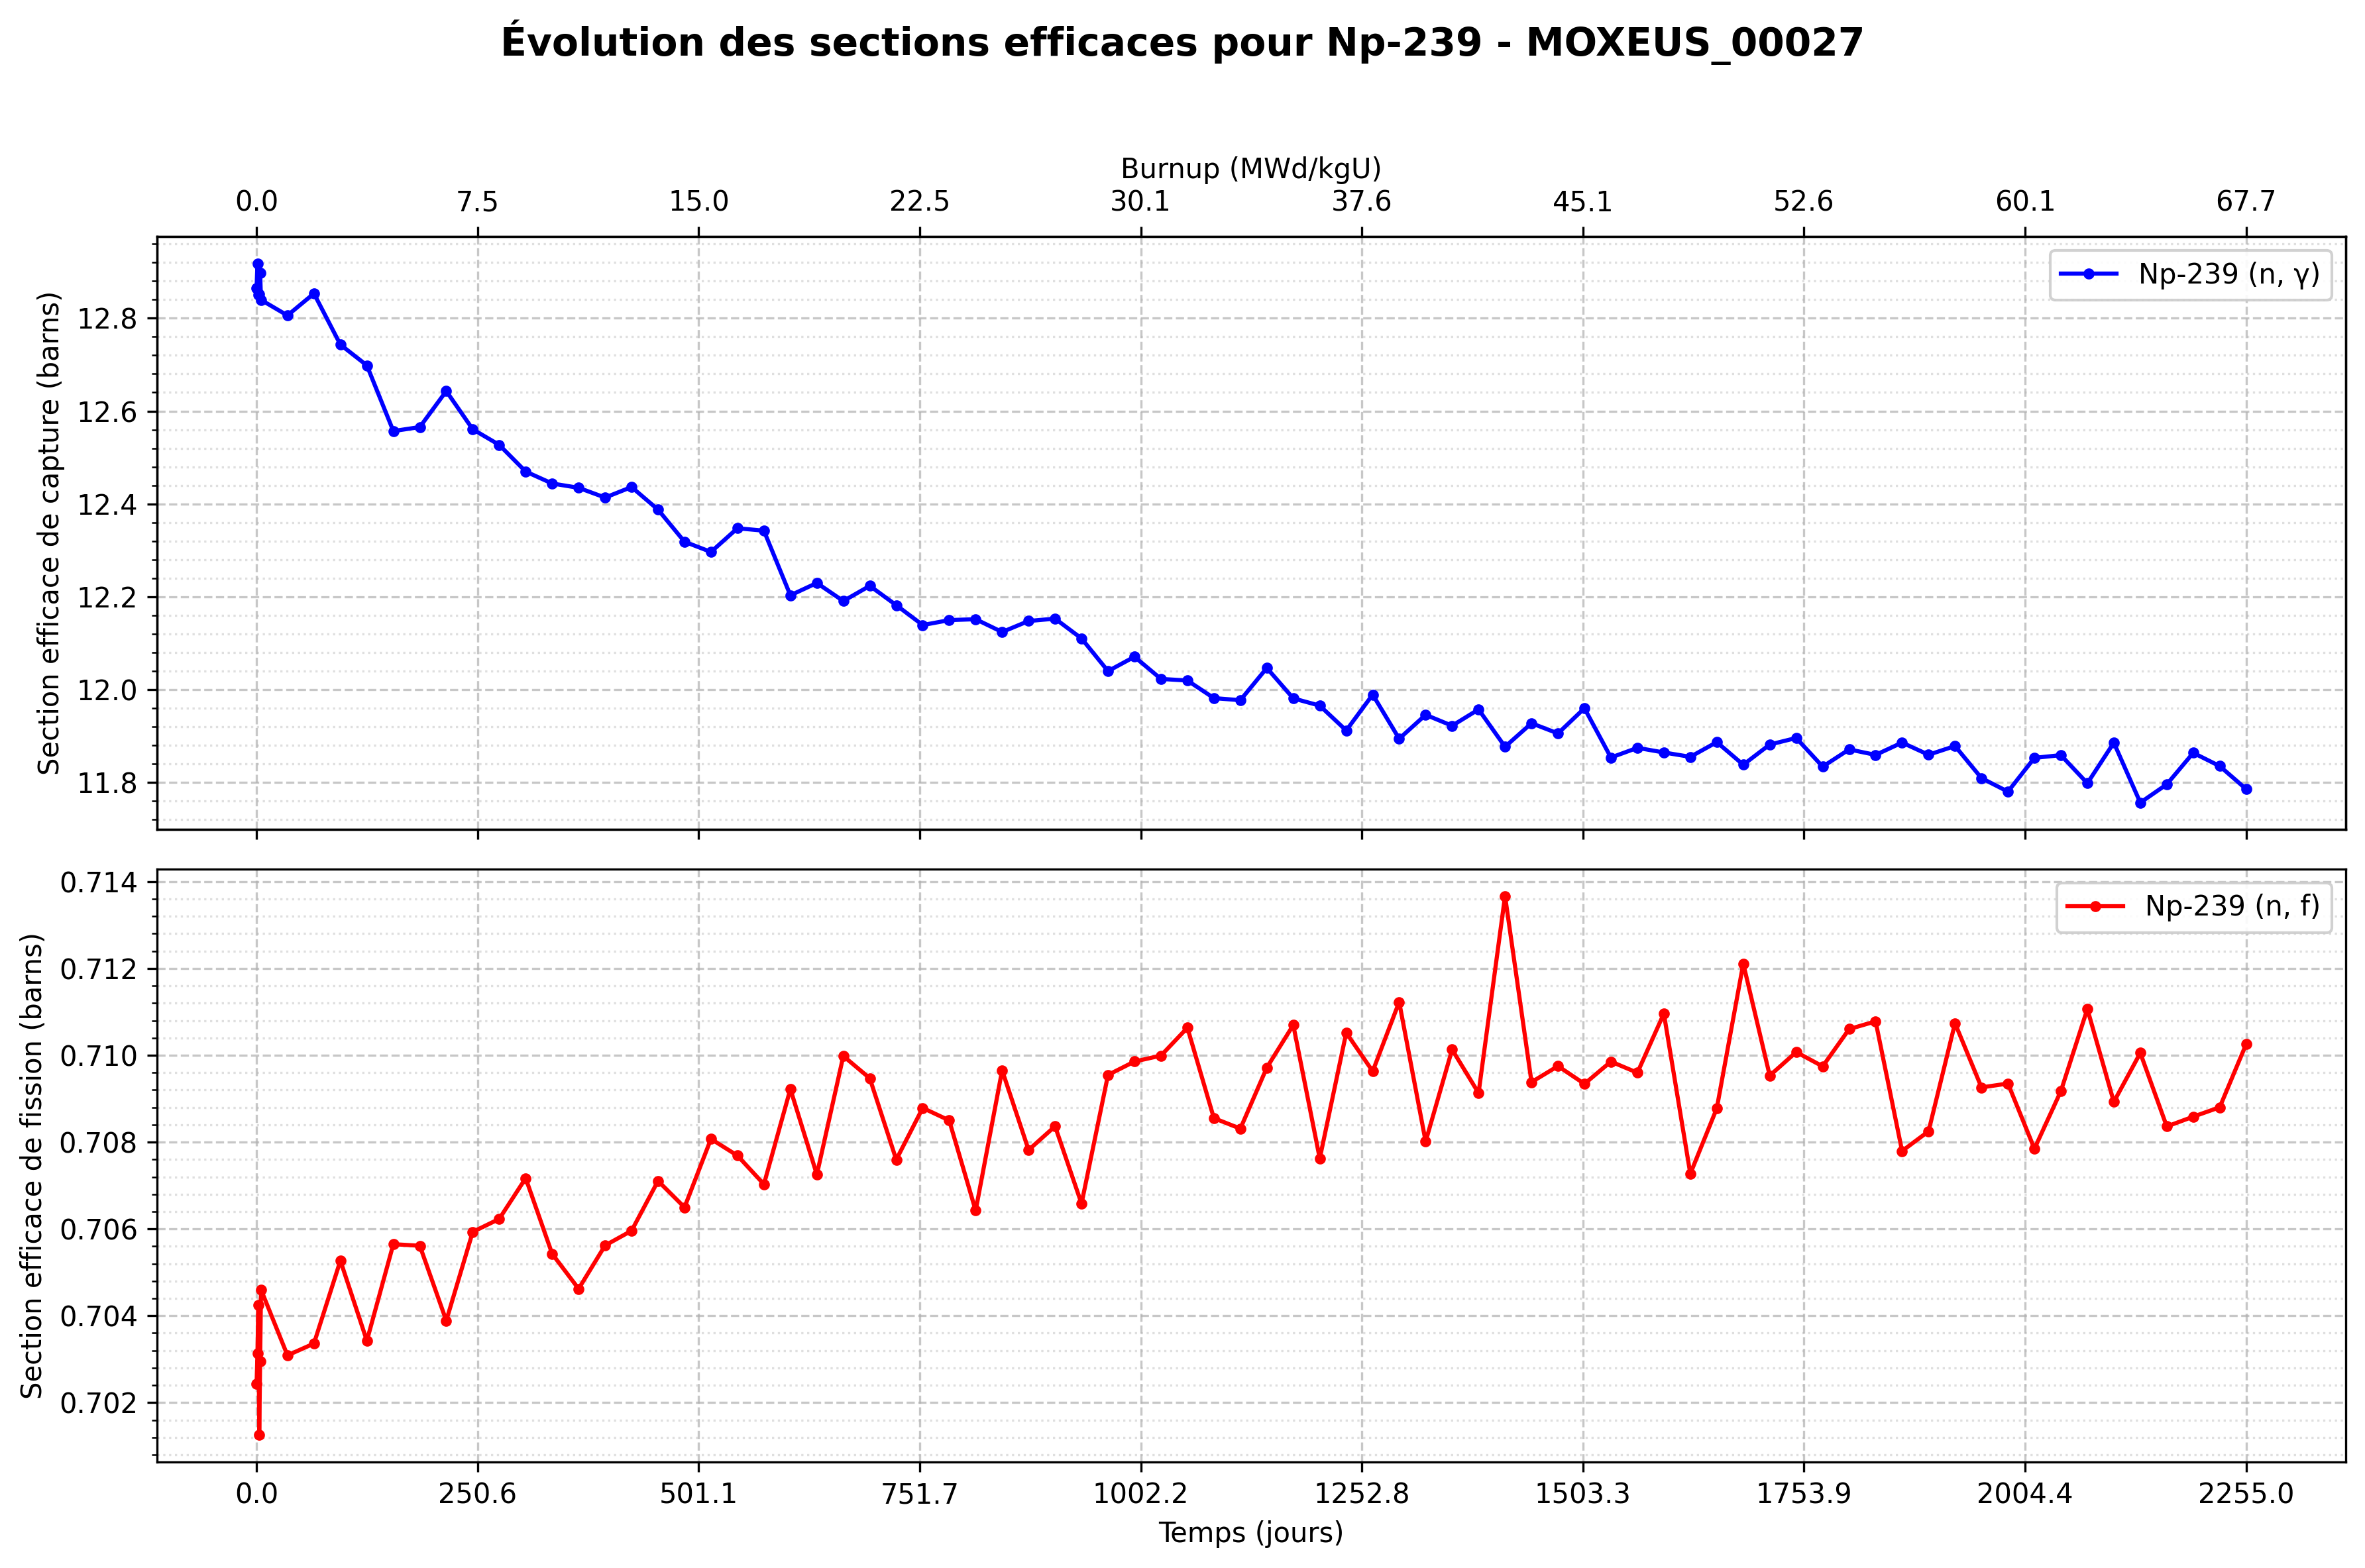 Évolution des sections efficaces pour Np-239 - MOXEUS_00027
Burnup (MWd/kgU)
0.0 7.5 15.0 22.5 30.1 37.6 45.1 52.6 60.1 67.7
Np-239 (n, γ)
Section efficace de capture (barns)
12.8
12.6
12.4
12.2
12.0
11.8
Np-239 (n, f)
Section efficace de fission (barns)
0.714
0.712
0.710
0.708
0.706
0.704
0.702
0.0 250.6 501.1 751.7 1002.2 1252.8 1503.3 1753.9 2004.4 2255.0
Temps (jours)